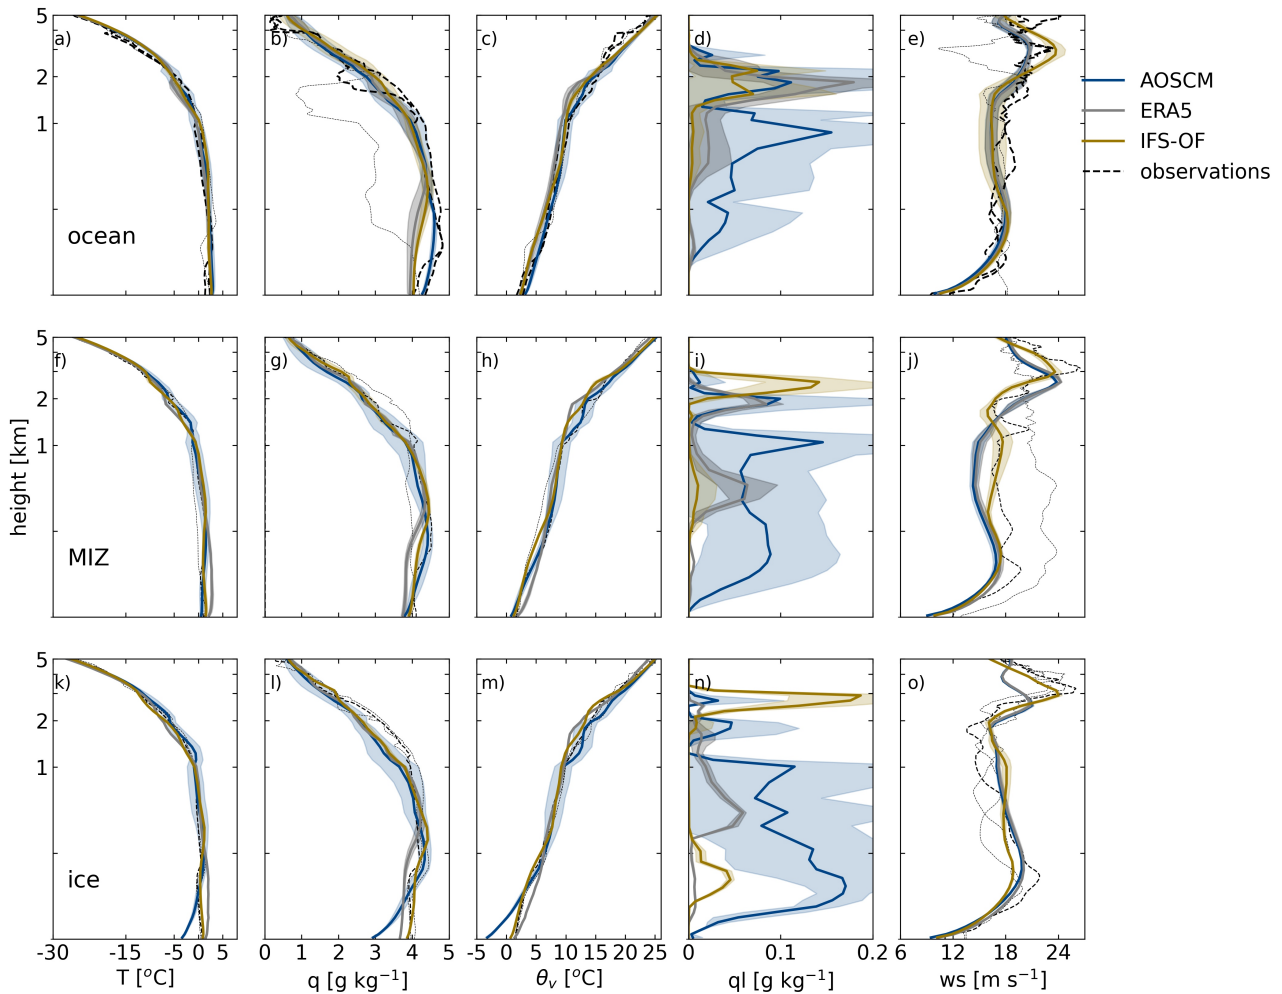 5
2
1
a)
b)
c)
d)
e)
ocean
AOSCM
ERA5
IFS-OF
observations
5
2
1
f)
g)
h)
i)
j)
MIZ
height [km]
5
2
1
k)
l)
m)
n)
o)
ice
-30 -15 -5 0 5
0 1 2 3 4 5
-5 0 5 10 15 25
0 0.1 0.2
6 12 18 24
T [°C]
q [g kg⁻¹]
θᵥ [°C]
ql [g kg⁻¹]
ws [m s⁻¹]